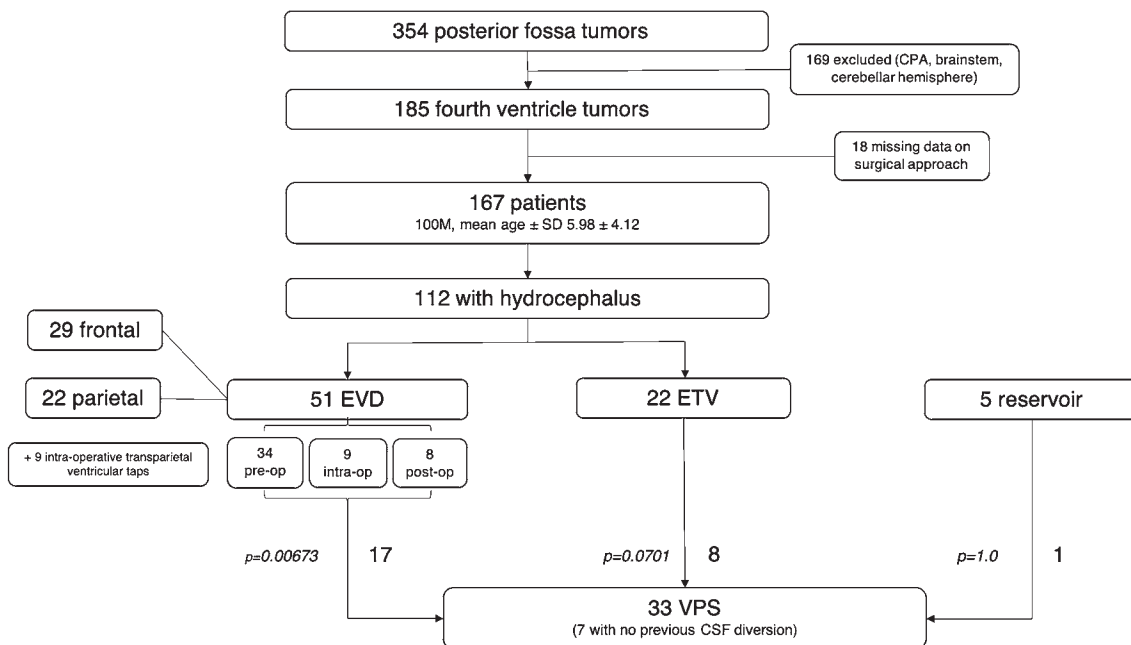 354 posterior fossa tumors
169 excluded (CPA, brainstem,
cerebellar hemisphere)
185 fourth ventricle tumors
18 missing data on
surgical approach
167 patients
100M, mean age ± SD 5.98 ± 4.12
112 with hydrocephalus
29 frontal
22 parietal
51 EVD
22 ETV
5 reservoir
+ 9 intra-operative transparietal
ventricular taps
34
pre-op
9
intra-op
8
post-op
p=0.00673
17
p=0.0701
8
p=1.0
1
33 VPS
(7 with no previous CSF diversion)